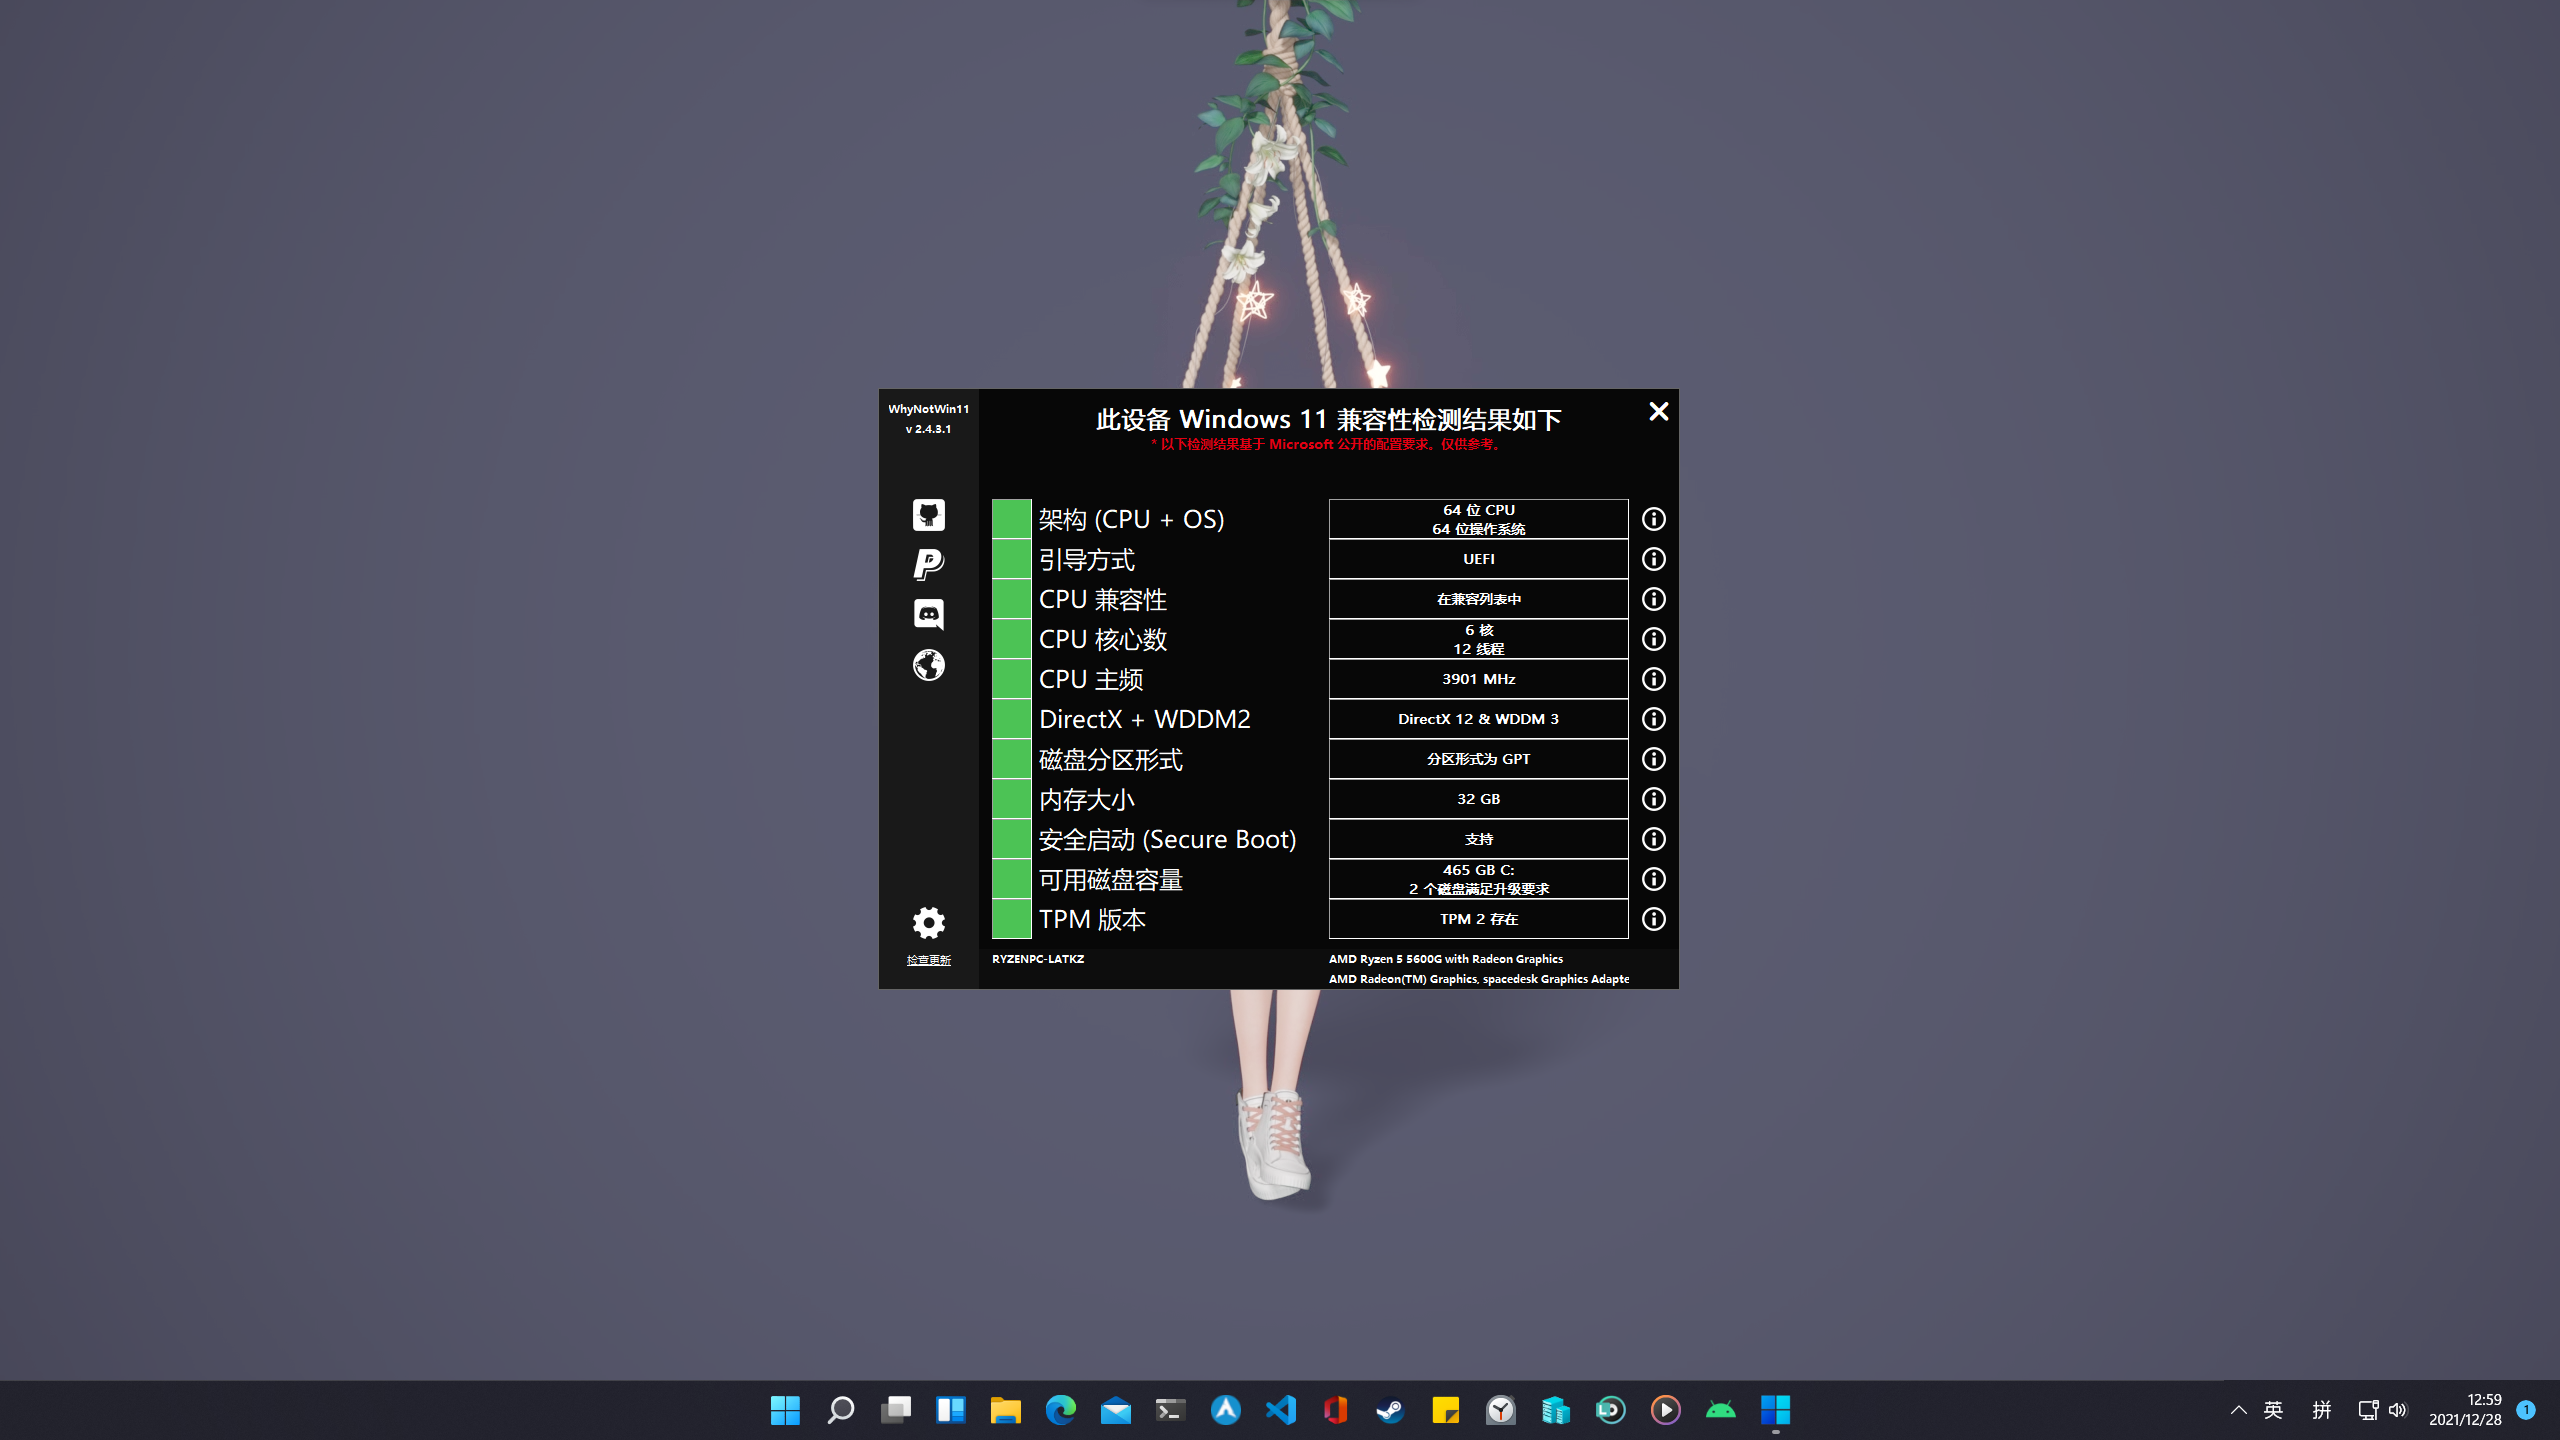 WhyNotWin11
v 2.4.3.1
此设备 Windows 11 兼容性检测结果如下
* 以下检测结果基于 Microsoft 公开的配置要求。仅供参考。
架构 (CPU + OS)
64 位 CPU
64 位操作系统
引导方式
UEFI
CPU 兼容性
在兼容列表中
CPU 核心数
6 核
12 线程
CPU 主频
3901 MHz
DirectX + WDDM2
DirectX 12 & WDDM 3
磁盘分区形式
分区形式为 GPT
内存大小
32 GB
安全启动 (Secure Boot)
支持
可用磁盘容量
465 GB C:
2 个磁盘满足升级要求
TPM 版本
TPM 2 存在
检查更新
RYZENPC-LATKZ
AMD Ryzen 5 5600G with Radeon Graphics
AMD Radeon(TM) Graphics, spacedesk Graphics Adapte
英
拼
12:59
2021/12/28
1